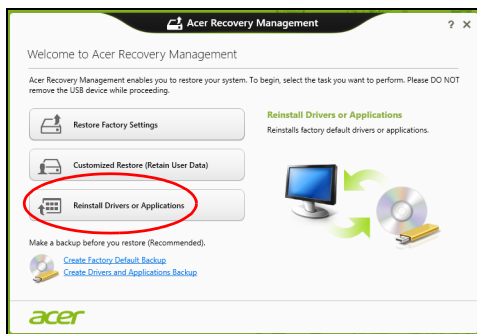 Acer Recovery Management
? X
Welcome to Acer Recovery Management
Acer Recovery Management enables you to restore your system. To begin, select the task you want to perform. Please DO NOT
remove the USB device while proceeding.
Restore Factory Settings
Customized Restore (Retain User Data)
Reinstall Drivers or Applications
Reinstall Drivers or Applications
Reinstalls factory default drivers or applications.
Make a backup before you restore (Recommended).
Create Factory Default Backup
Create Drivers and Applications Backup
acer